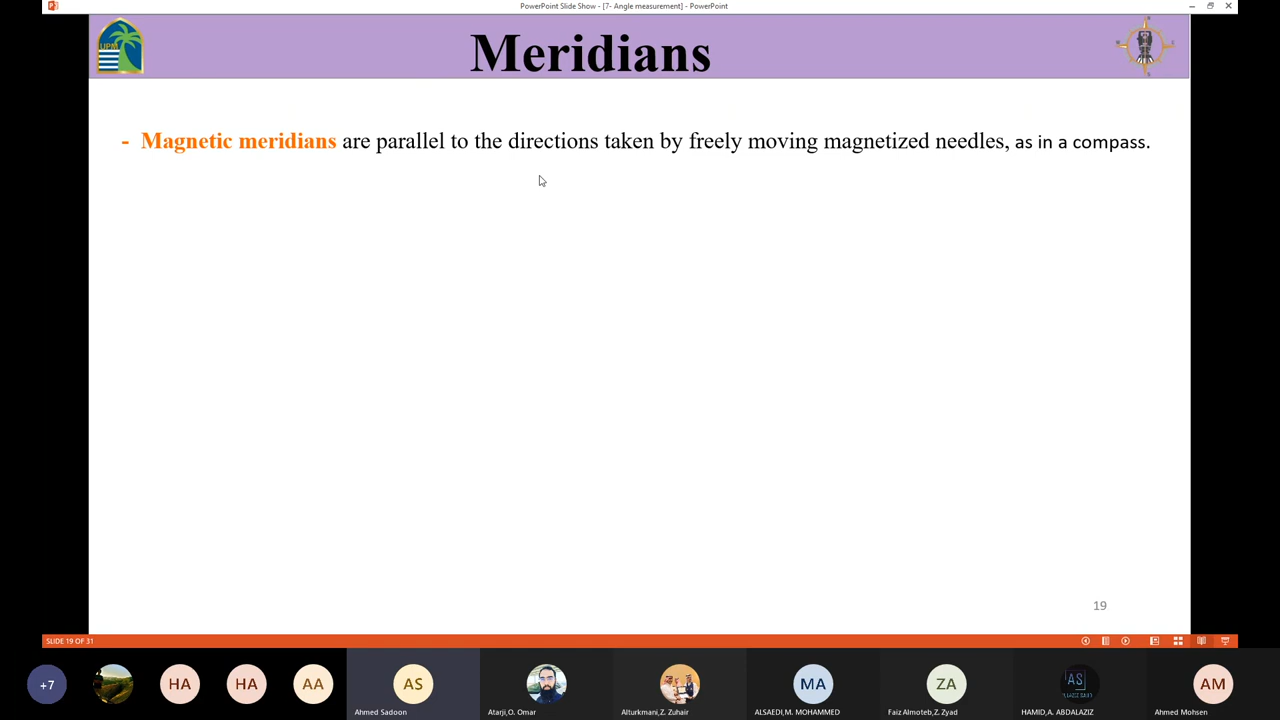 PowerPoint Slide Show - [7- Angle measurement] - PowerPoint
UPM
Meridians
- Magnetic meridians are parallel to the directions taken by freely moving magnetized needles, as in a compass.
19
SLIDE 19 OF 31
+7
HA
HA
AA
AS
Ahmed Sadoon
Atarji,O. Omar
Alturkmani,Z. Zuhair
MA
ALSAEDI,M. MOHAMMED
ZA
Faiz Almoteb,Z. Zyad
AS
HAMID,A. ABDALAZIZ
AM
Ahmed Mohsen